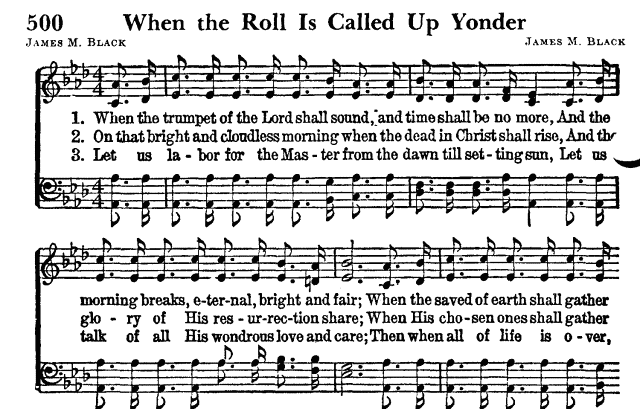 500 When the Roll Is Called Up Yonder
JAMES M. BLACK JAMES M. BLACK
1. When the trumpet of the Lord shall sound, and time shall be no more, And the
2. On that bright and cloudless morning when the dead in Christ shall rise, And the
3. Let us la - bor for the Mas - ter from the dawn till set - ting sun, Let us
morning breaks, e-ter-nal, bright and fair; When the saved of earth shall gather
glo - ry of His res - ur-rec-tion share; When His cho-sen ones shall gather
talk of all His wondrous love and care; Then when all of life is o - ver,